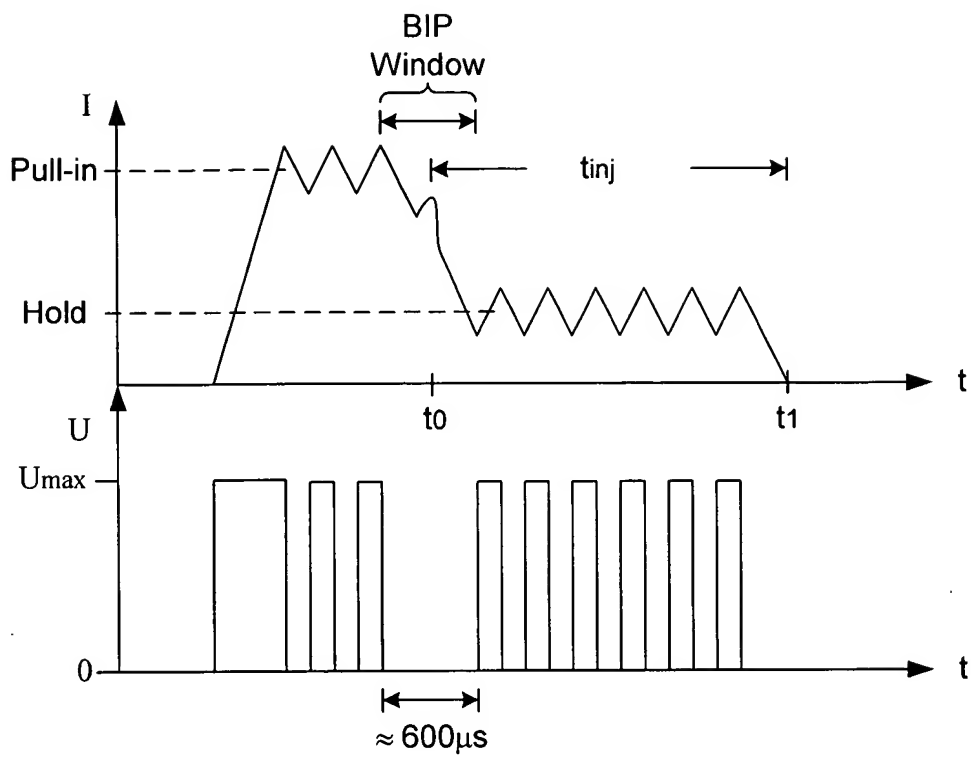 BIP
Window
I
Pull-in
tinj
Hold
t
t0
t1
U
Umax
0
t
≈ 600μs